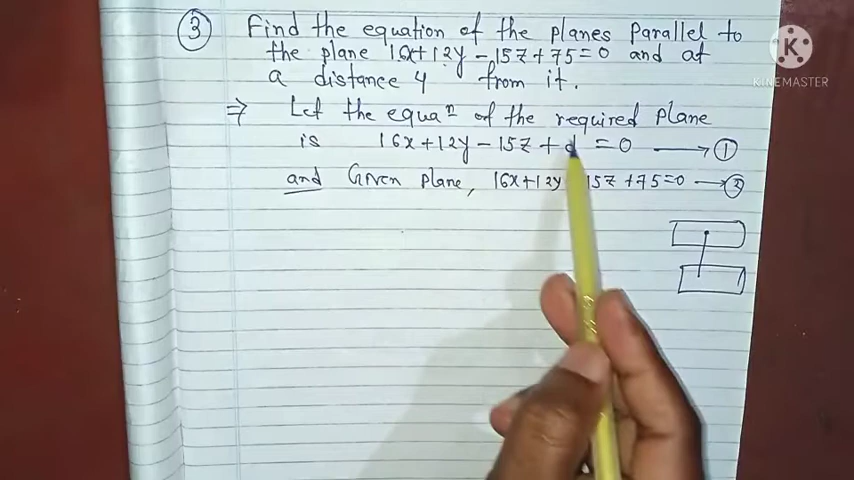 3 Find the equation of the planes parallel to
the plane 16x+12y-15z+75=0 and at
a distance 4 from it.
⇒ Let the equaⁿ of the required plane
is 16x+12y-15z+d=0 → 1
and Given plane, 16x+12y 15z+75=0 → 2
K
KINEMASTER